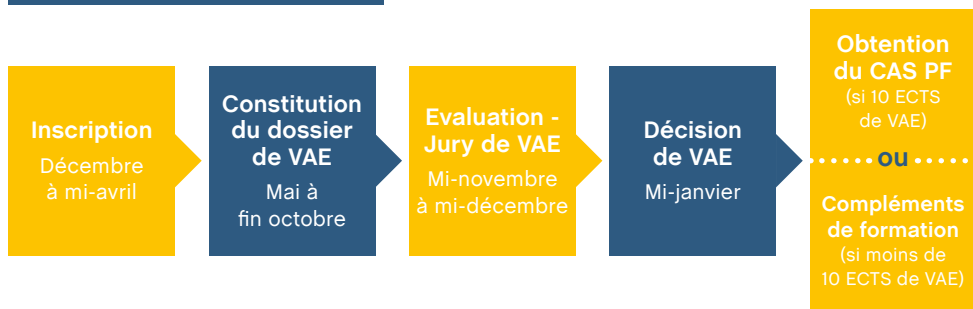 Inscription
Décembre
à mi-avril
Constitution
du dossier
de VAE
Mai à
fin octobre
Evaluation -
Jury de VAE
Mi-novembre
à mi-décembre
Décision
de VAE
Mi-janvier
Obtention
du CAS PF
(si 10 ECTS
de VAE)
ou
Compléments
de formation
(si moins de
10 ECTS de VAE)